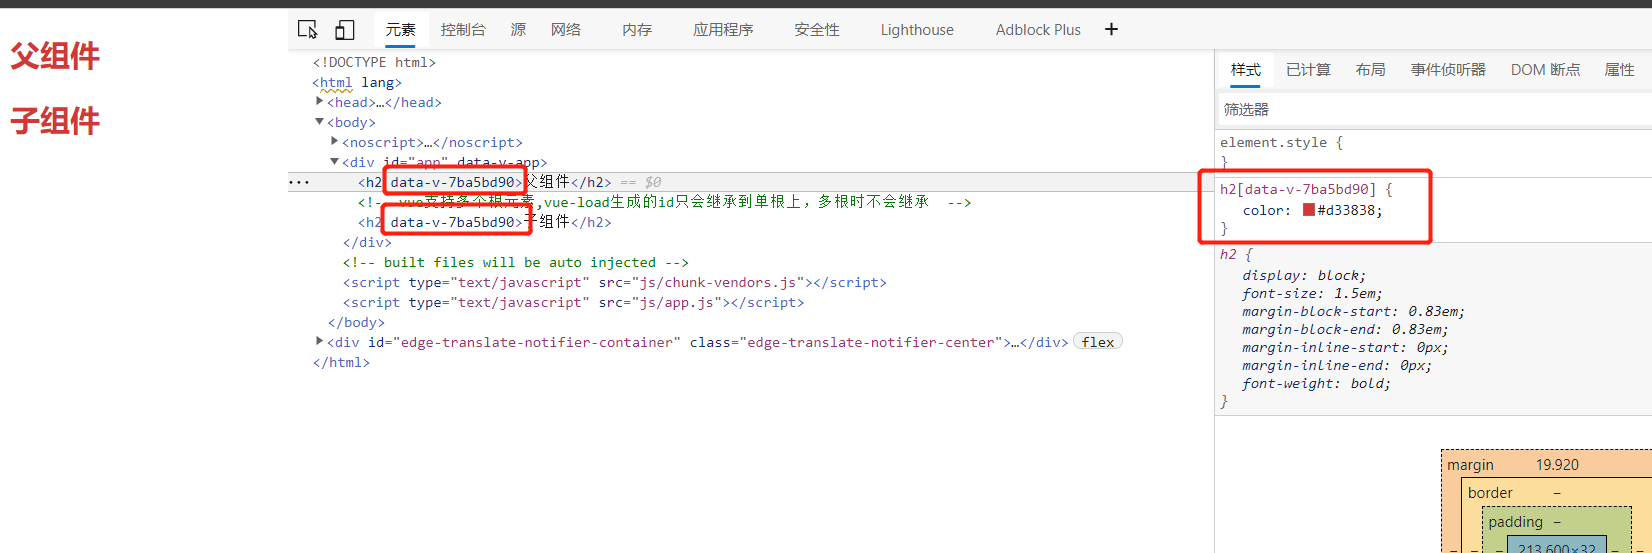 父组件
子组件
元素 控制台 源 网络 内存 应用程序 安全性 Lighthouse Adblock Plus +
<!DOCTYPE html>
<html lang>
<head>…</head>
<body>
<noscript>…</noscript>
<div id="app" data-v-app>
<h2 data-v-7ba5bd90>父组件</h2> == $0
vue支持多个根元素,vue-load生成的id只会继承到单根上，多根时不会继承 -->
<h2 data-v-7ba5bd90>子组件</h2>
</div>
<!-- built files will be auto injected -->
<script type="text/javascript" src="js/chunk-vendors.js"></script>
<script type="text/javascript" src="js/app.js"></script>
</body>
<div id="edge-translate-notifier-container" class="edge-translate-notifier-center">…</div> flex
</html>
样式 已计算 布局 事件侦听器 DOM 断点 属性
筛选器
element.style {
}
h2[data-v-7ba5bd90] {
color: #d33838;
}
h2 {
display: block;
font-size: 1.5em;
margin-block-start: 0.83em;
margin-block-end: 0.83em;
margin-inline-start: 0px;
margin-inline-end: 0px;
font-weight: bold;
}
margin 19.920
border –
padding –
213.600×32